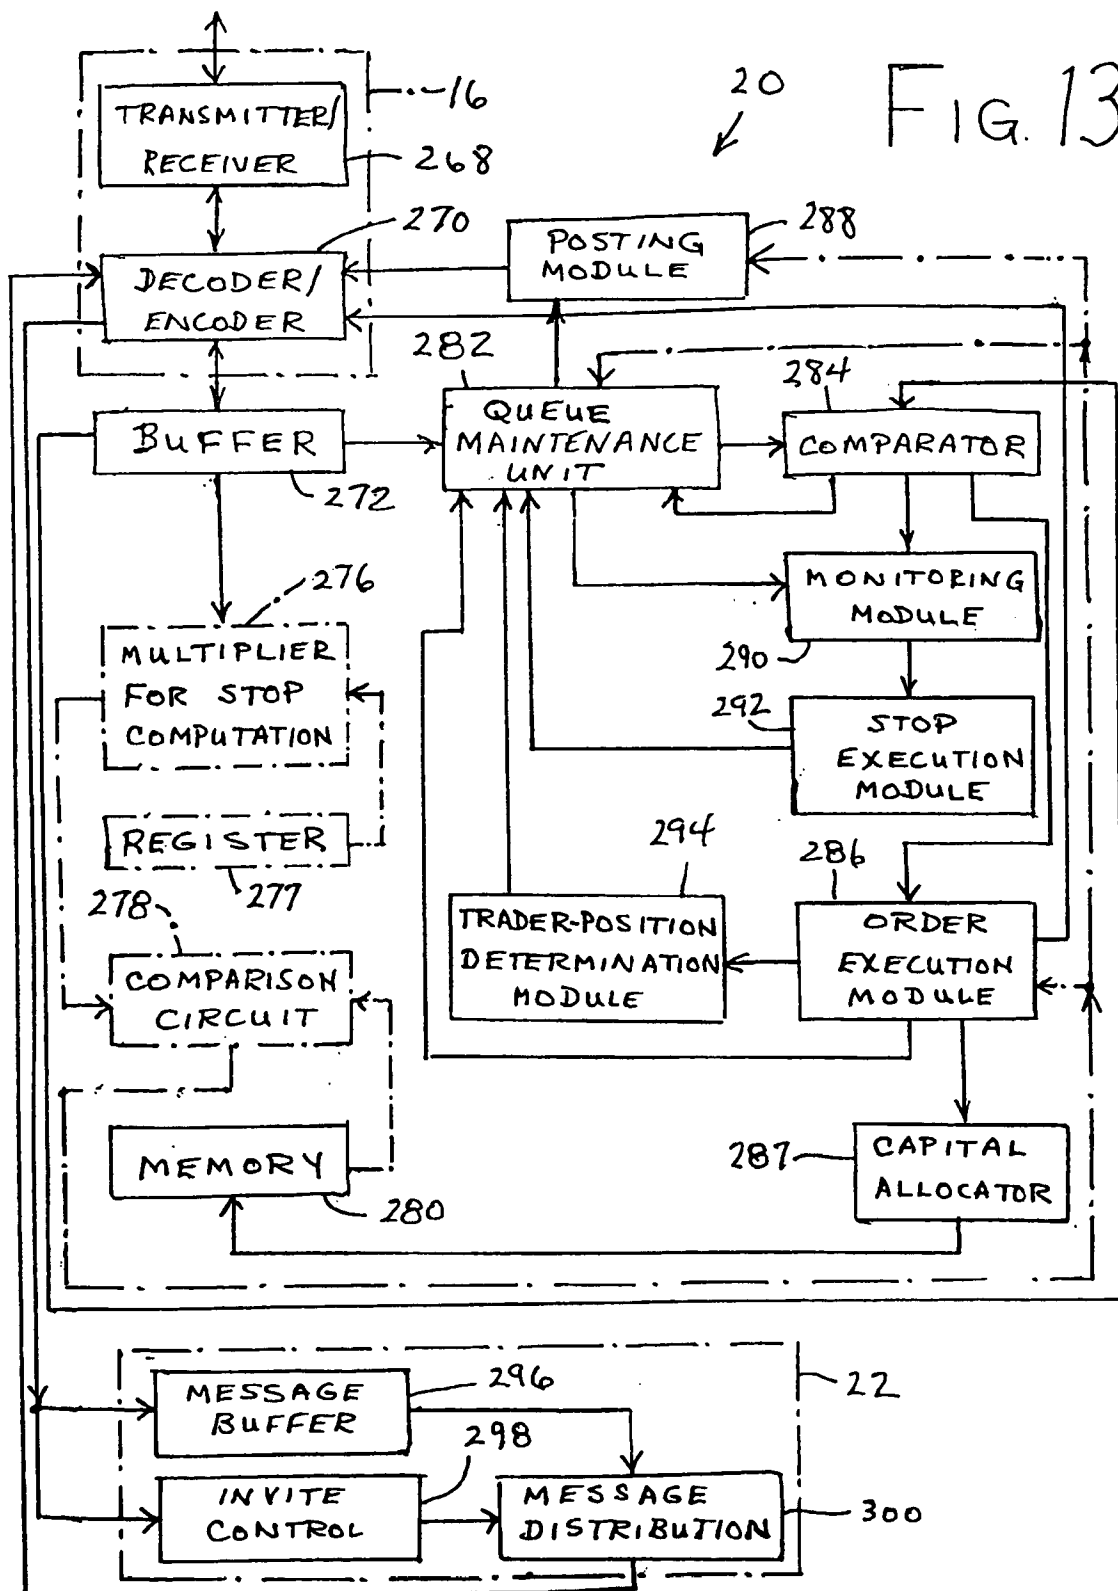 FIG. 13
20
16
TRANSMITTER/
RECEIVER
268
270
DECODER/
ENCODER
288
POSTING
MODULE
282
QUEUE
MAINTENANCE
UNIT
284
COMPARATOR
BUFFER
272
276
MULTIPLIER
FOR STOP
COMPUTATION
MONITORING
MODULE
290
292
STOP
EXECUTION
MODULE
REGISTER
277
294
TRADER-POSITION
DETERMINATION
MODULE
286
ORDER
EXECUTION
MODULE
278
COMPARISON
CIRCUIT
MEMORY
280
287
CAPITAL
ALLOCATOR
22
MESSAGE
BUFFER
296
298
INVITE
CONTROL
MESSAGE
DISTRIBUTION
300